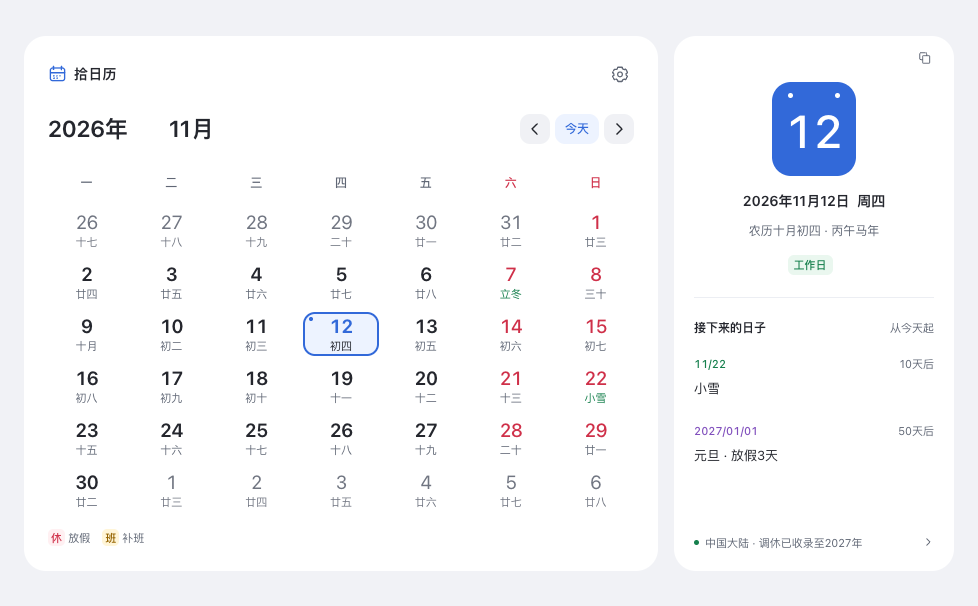 拾日历
2026年 11月
今天
一 二 三 四 五 六 日
26 27 28 29 30 31 1
十七 十八 十九 二十 廿一 廿二 廿三
2 3 4 5 6 7 8
廿四 廿五 廿六 廿七 廿八 立冬 三十
9 10 11 12 13 14 15
十月 初二 初三 初四 初五 初六 初七
16 17 18 19 20 21 22
初八 初九 初十 十一 十二 十三 小雪
23 24 25 26 27 28 29
十五 十六 十七 十八 十九 二十 廿一
30 1 2 3 4 5 6
廿二 廿三 廿四 廿五 廿六 廿七 廿八
休 放假 班 补班
12
2026年11月12日 周四
农历十月初四 · 丙午马年
工作日
接下来的日子 从今天起
11/22 10天后
小雪
2027/01/01 50天后
元旦 · 放假3天
中国大陆 · 调休已收录至2027年